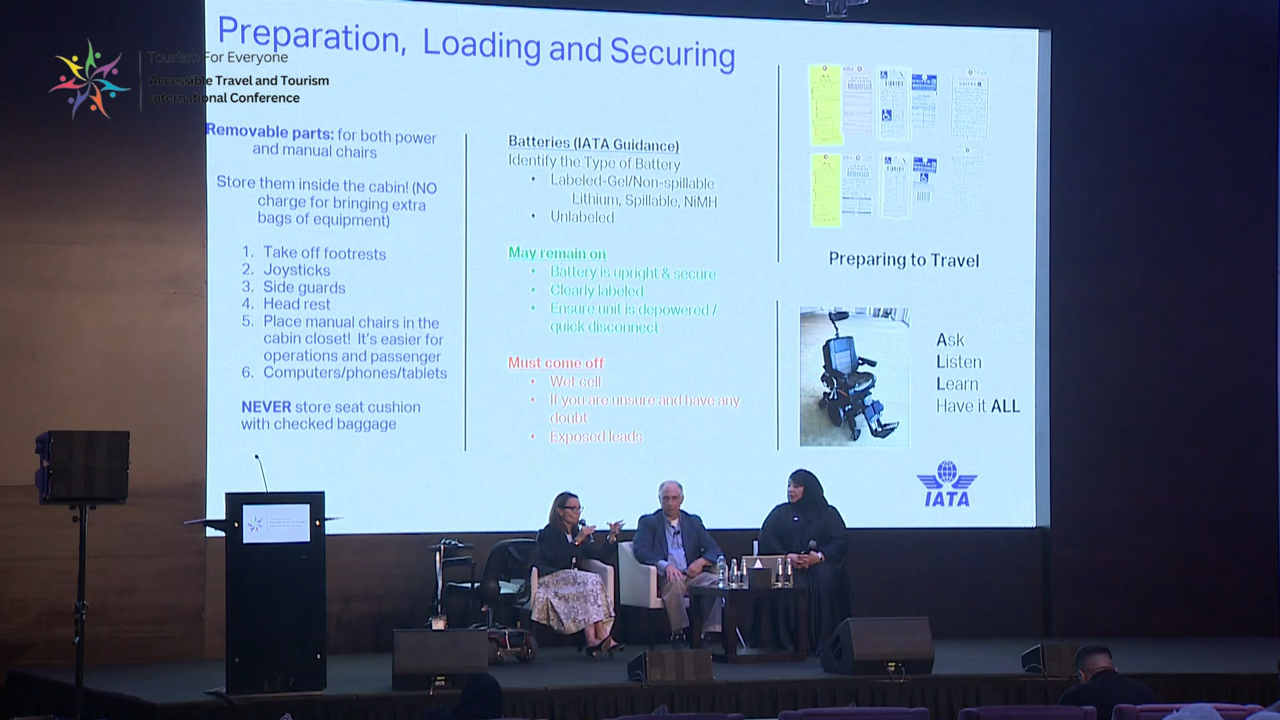 Preparation, Loading and Securing
Tourism For Everyone
Accessible Travel and Tourism
International Conference
Removable parts: for both power
and manual chairs
Store them inside the cabin! (NO
charge for bringing extra
bags of equipment)
1. Take off footrests
2. Joysticks
3. Side guards
4. Head rest
5. Place manual chairs in the
cabin closet! It's easier for
operations and passenger
6. Computers/phones/tablets
NEVER store seat cushion
with checked baggage
Batteries (IATA Guidance)
Identify the Type of Battery
• Labeled-Gel/Non-spillable
Lithium, Spillable, NiMH
• Unlabeled
May remain on
• Battery is upright & secure
• Clearly labeled
• Ensure unit is depowered /
quick disconnect
Must come off
• Wet cell
• If you are unsure and have any
doubt
• Exposed leads
Preparing to Travel
Ask
Listen
Learn
Have it ALL
IATA